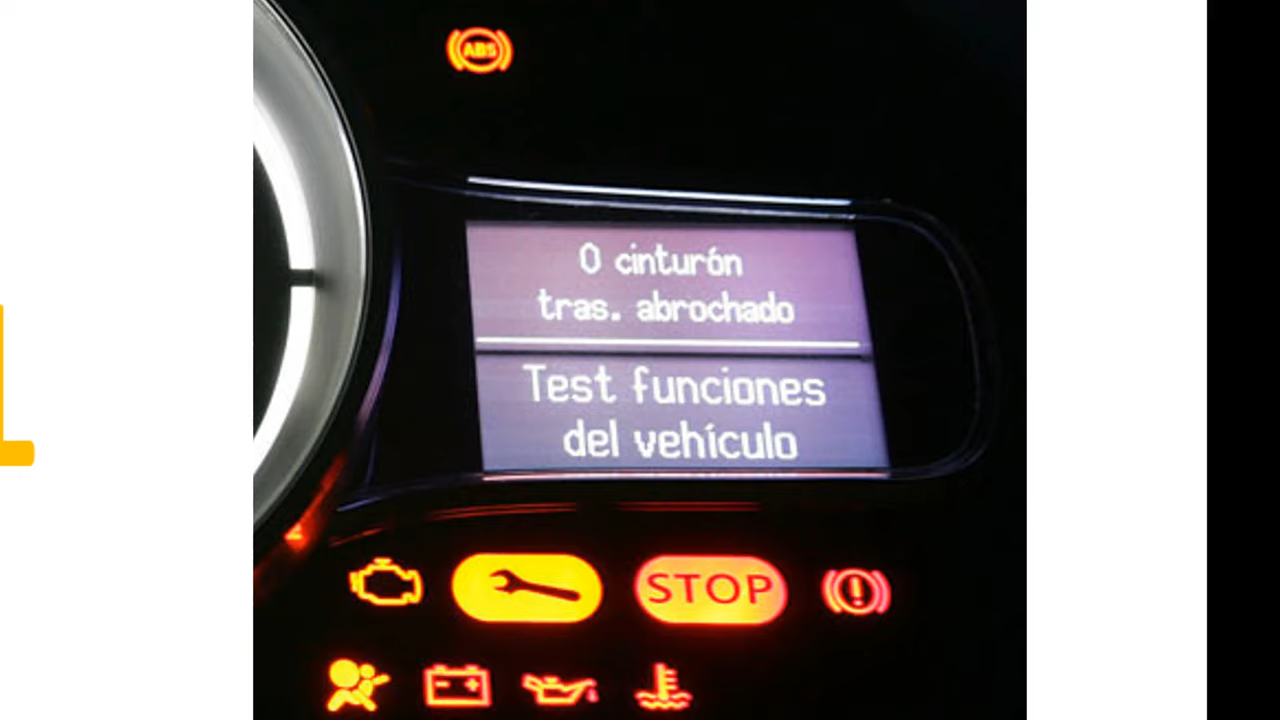 ABS
0 cinturón
tras. abrochado
Test funciones
del vehículo
STOP